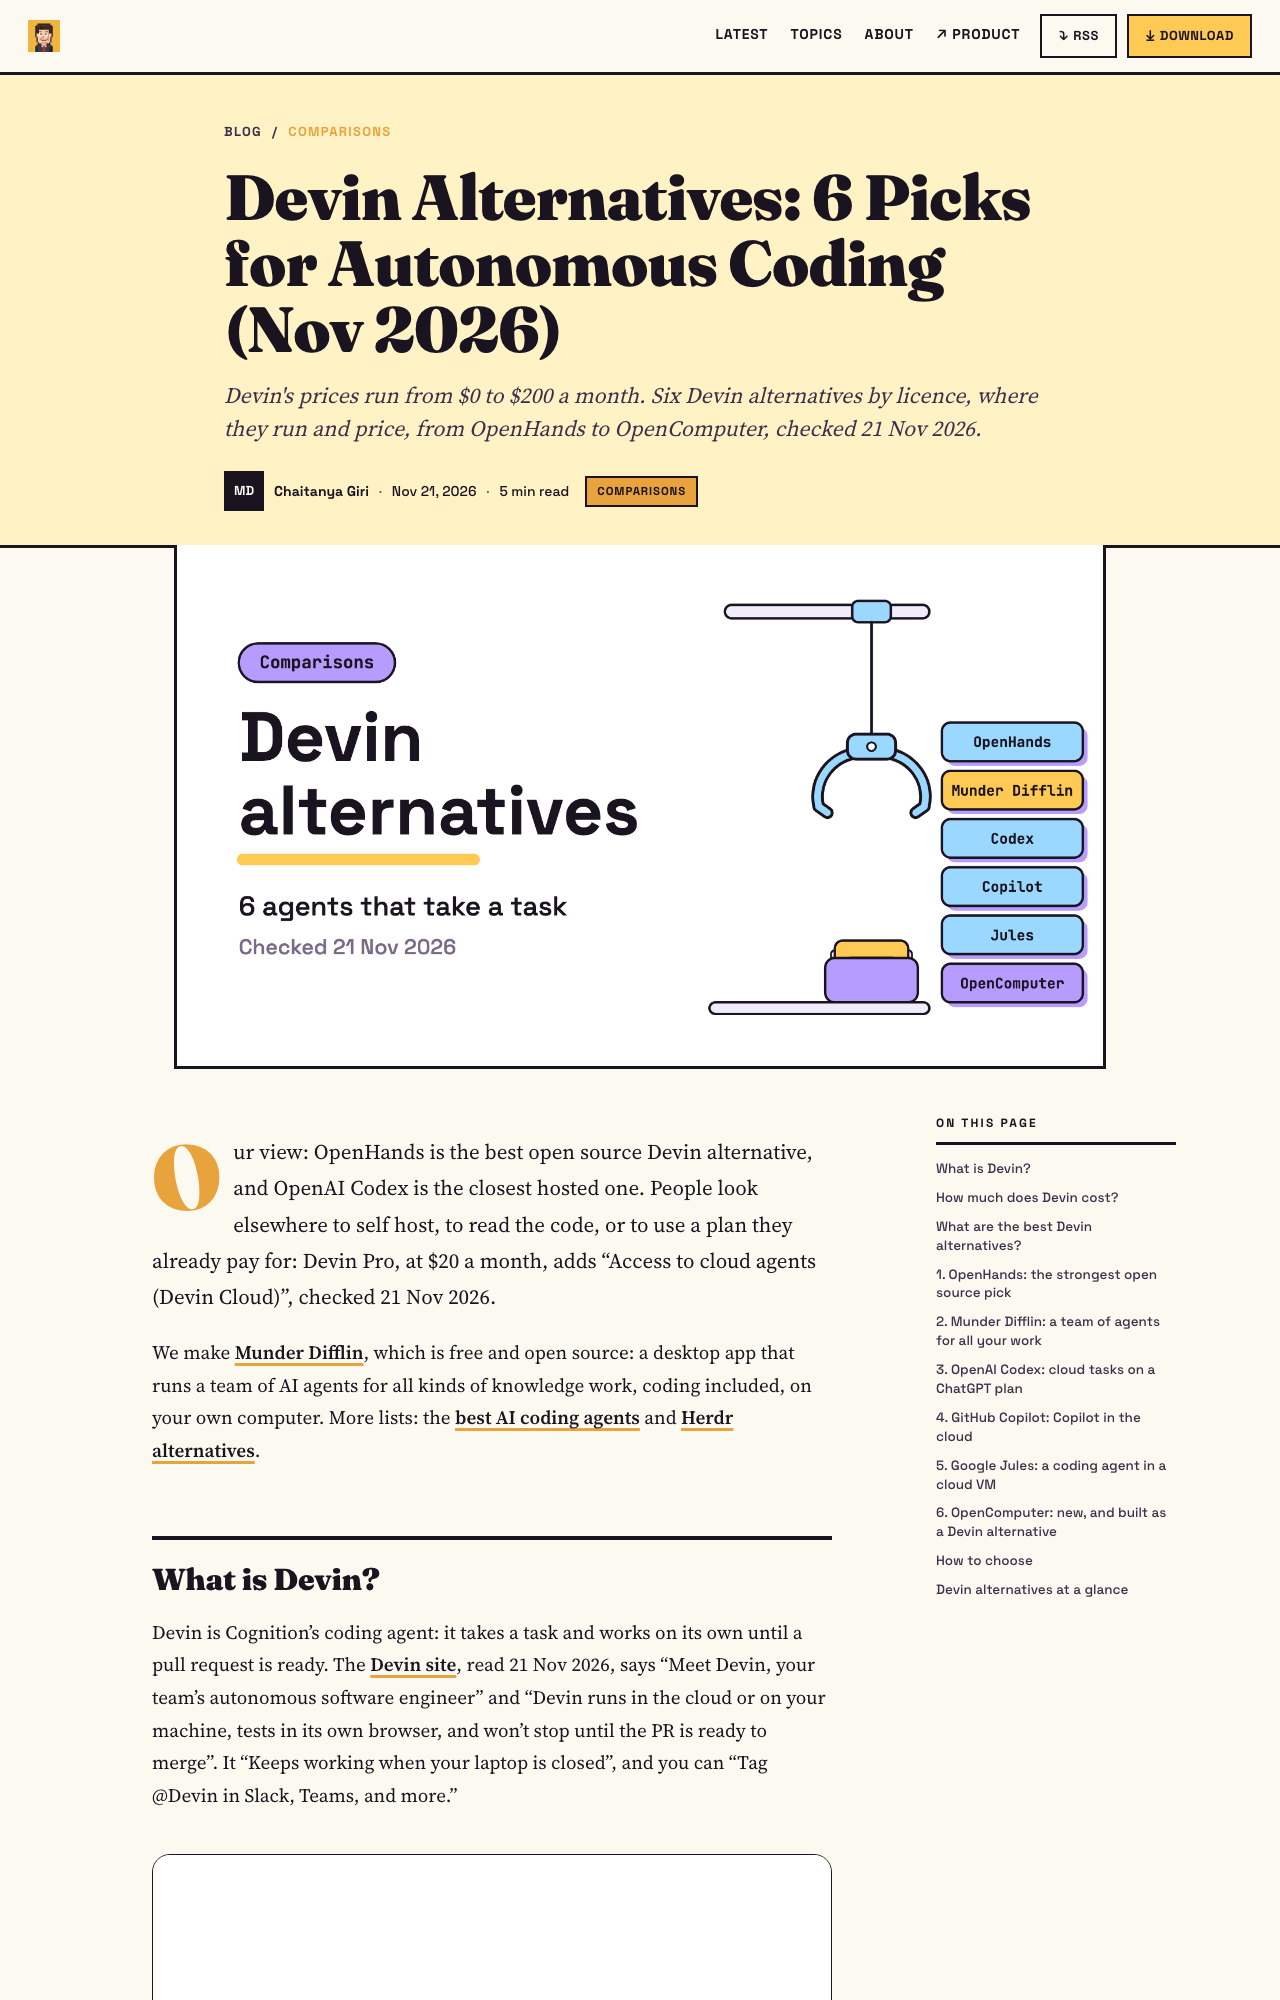 LATEST TOPICS ABOUT ↗ PRODUCT ⤵ RSS ⤓ DOWNLOAD
BLOG / COMPARISONS
Devin Alternatives: 6 Picks
for Autonomous Coding
(Nov 2026)
Devin's prices run from $0 to $200 a month. Six Devin alternatives by licence, where
they run and price, from OpenHands to OpenComputer, checked 21 Nov 2026.
MD Chaitanya Giri · Nov 21, 2026 · 5 min read COMPARISONS
Comparisons
Devin
alternatives
6 agents that take a task
Checked 21 Nov 2026
OpenHands
Munder Difflin
Codex
Copilot
Jules
OpenComputer
Our view: OpenHands is the best open source Devin alternative,
and OpenAI Codex is the closest hosted one. People look
elsewhere to self host, to read the code, or to use a plan they
already pay for: Devin Pro, at $20 a month, adds “Access to cloud agents
(Devin Cloud)”, checked 21 Nov 2026.
We make Munder Difflin, which is free and open source: a desktop app that
runs a team of AI agents for all kinds of knowledge work, coding included, on
your own computer. More lists: the best AI coding agents and Herdr
alternatives.
What is Devin?
Devin is Cognition’s coding agent: it takes a task and works on its own until a
pull request is ready. The Devin site, read 21 Nov 2026, says “Meet Devin, your
team’s autonomous software engineer” and “Devin runs in the cloud or on your
machine, tests in its own browser, and won’t stop until the PR is ready to
merge”. It “Keeps working when your laptop is closed”, and you can “Tag
@Devin in Slack, Teams, and more.”
ON THIS PAGE
What is Devin?
How much does Devin cost?
What are the best Devin
alternatives?
1. OpenHands: the strongest open
source pick
2. Munder Difflin: a team of agents
for all your work
3. OpenAI Codex: cloud tasks on a
ChatGPT plan
4. GitHub Copilot: Copilot in the
cloud
5. Google Jules: a coding agent in a
cloud VM
6. OpenComputer: new, and built as
a Devin alternative
How to choose
Devin alternatives at a glance